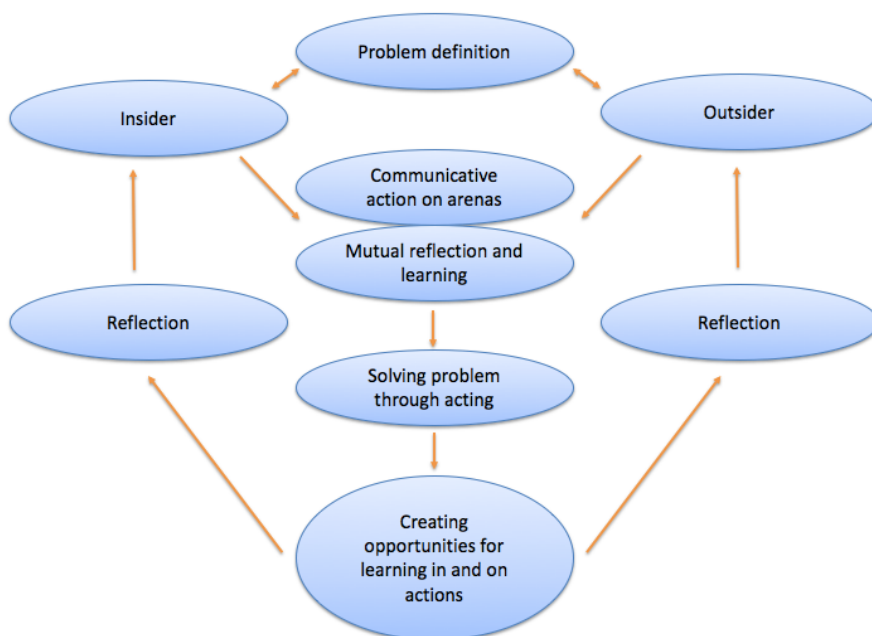 Problem definition
Insider
Outsider
Communicative
action on arenas
Mutual reflection and
learning
Reflection
Reflection
Solving problem
through acting
Creating
opportunities for
learning in and on
actions